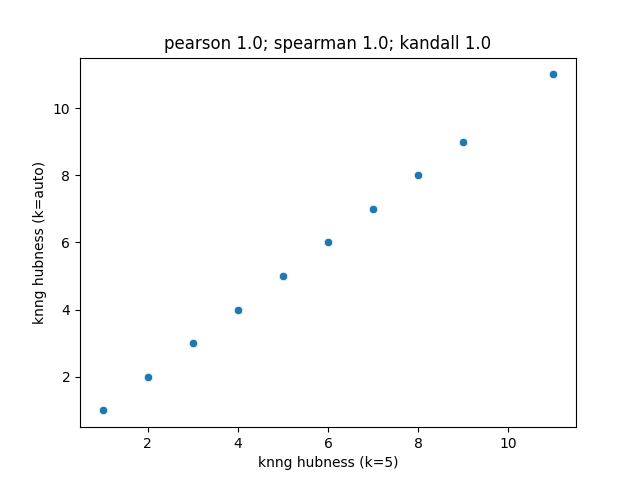 pearson 1.0; spearman 1.0; kandall 1.0
10
8
6
4
2
knng hubness (k=auto)
2 4 6 8 10
knng hubness (k=5)